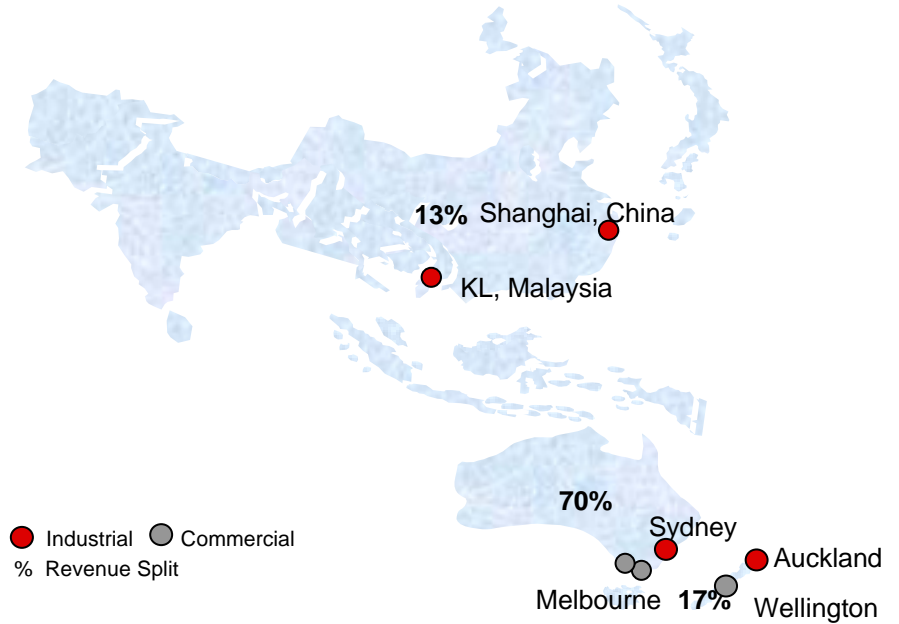 13% Shanghai, China
KL, Malaysia
70%
Sydney
Industrial Commercial
Auckland
% Revenue Split
Melbourne 17% Wellington